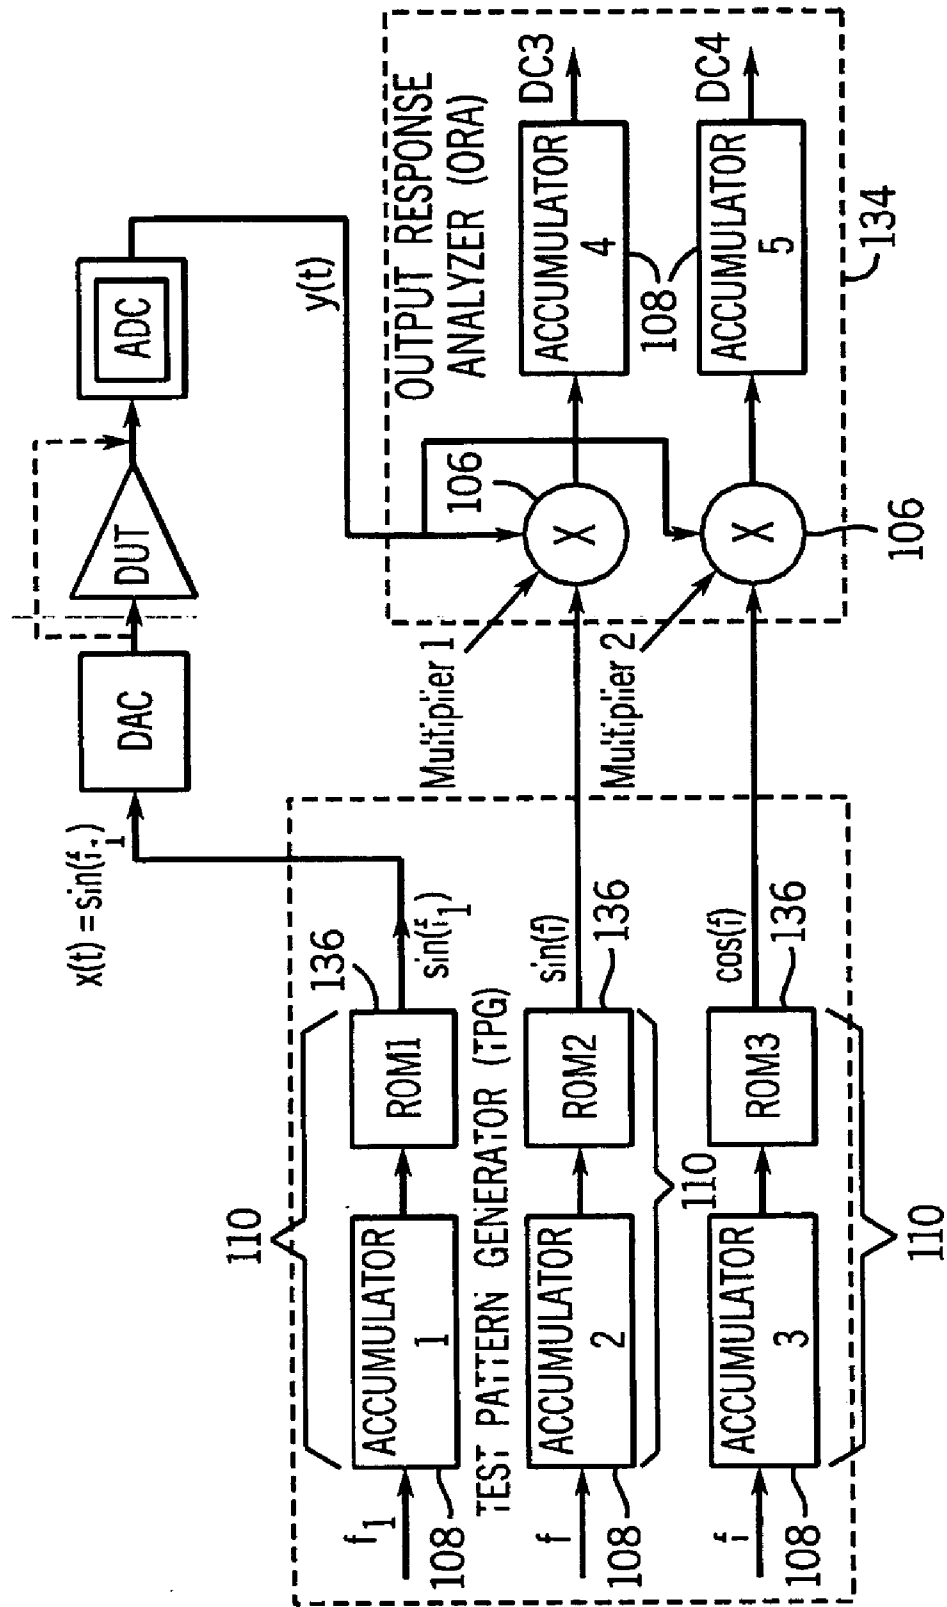 x(t) = sin(f₁)
DAC
DUT
ADC
y(t)
110
136
ACCUMULATOR
1
ROM1
sin(f₁)
f₁
108
TEST PATTERN GENERATOR (TPG)
ACCUMULATOR
2
ROM2
sin(f)
136
f
108
110
ACCUMULATOR
3
ROM3
cos(f)
136
f
108
110
Multiplier 1
Multiplier 2
OUTPUT RESPONSE
ANALYZER (ORA)
106
X
ACCUMULATOR
4
DC3
108
X
ACCUMULATOR
5
DC4
106
134